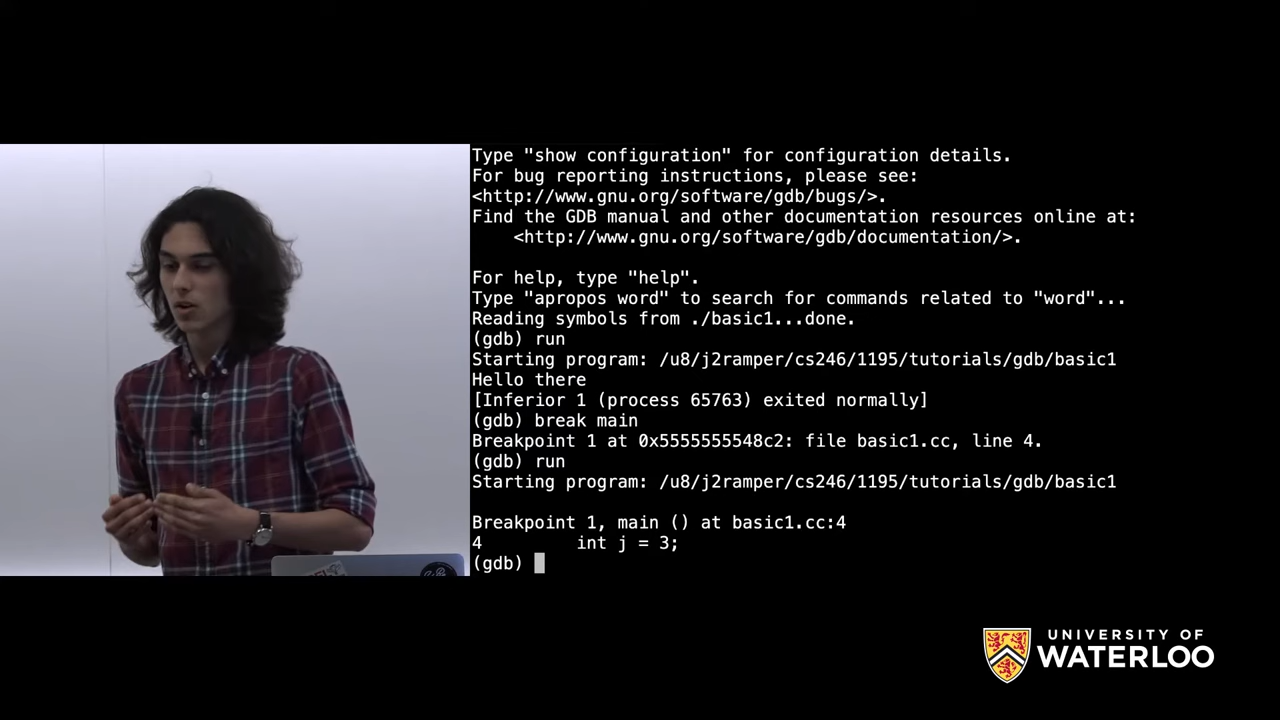 Type "show configuration" for configuration details.
For bug reporting instructions, please see:
<http://www.gnu.org/software/gdb/bugs/>.
Find the GDB manual and other documentation resources online at:
    <http://www.gnu.org/software/gdb/documentation/>.
For help, type "help".
Type "apropos word" to search for commands related to "word"...
Reading symbols from ./basic1...done.
(gdb) run
Starting program: /u8/j2ramper/cs246/1195/tutorials/gdb/basic1
Hello there
[Inferior 1 (process 65763) exited normally]
(gdb) break main
Breakpoint 1 at 0x5555555548c2: file basic1.cc, line 4.
(gdb) run
Starting program: /u8/j2ramper/cs246/1195/tutorials/gdb/basic1
Breakpoint 1, main () at basic1.cc:4
4         int j = 3;
(gdb)
UNIVERSITY OF
WATERLOO